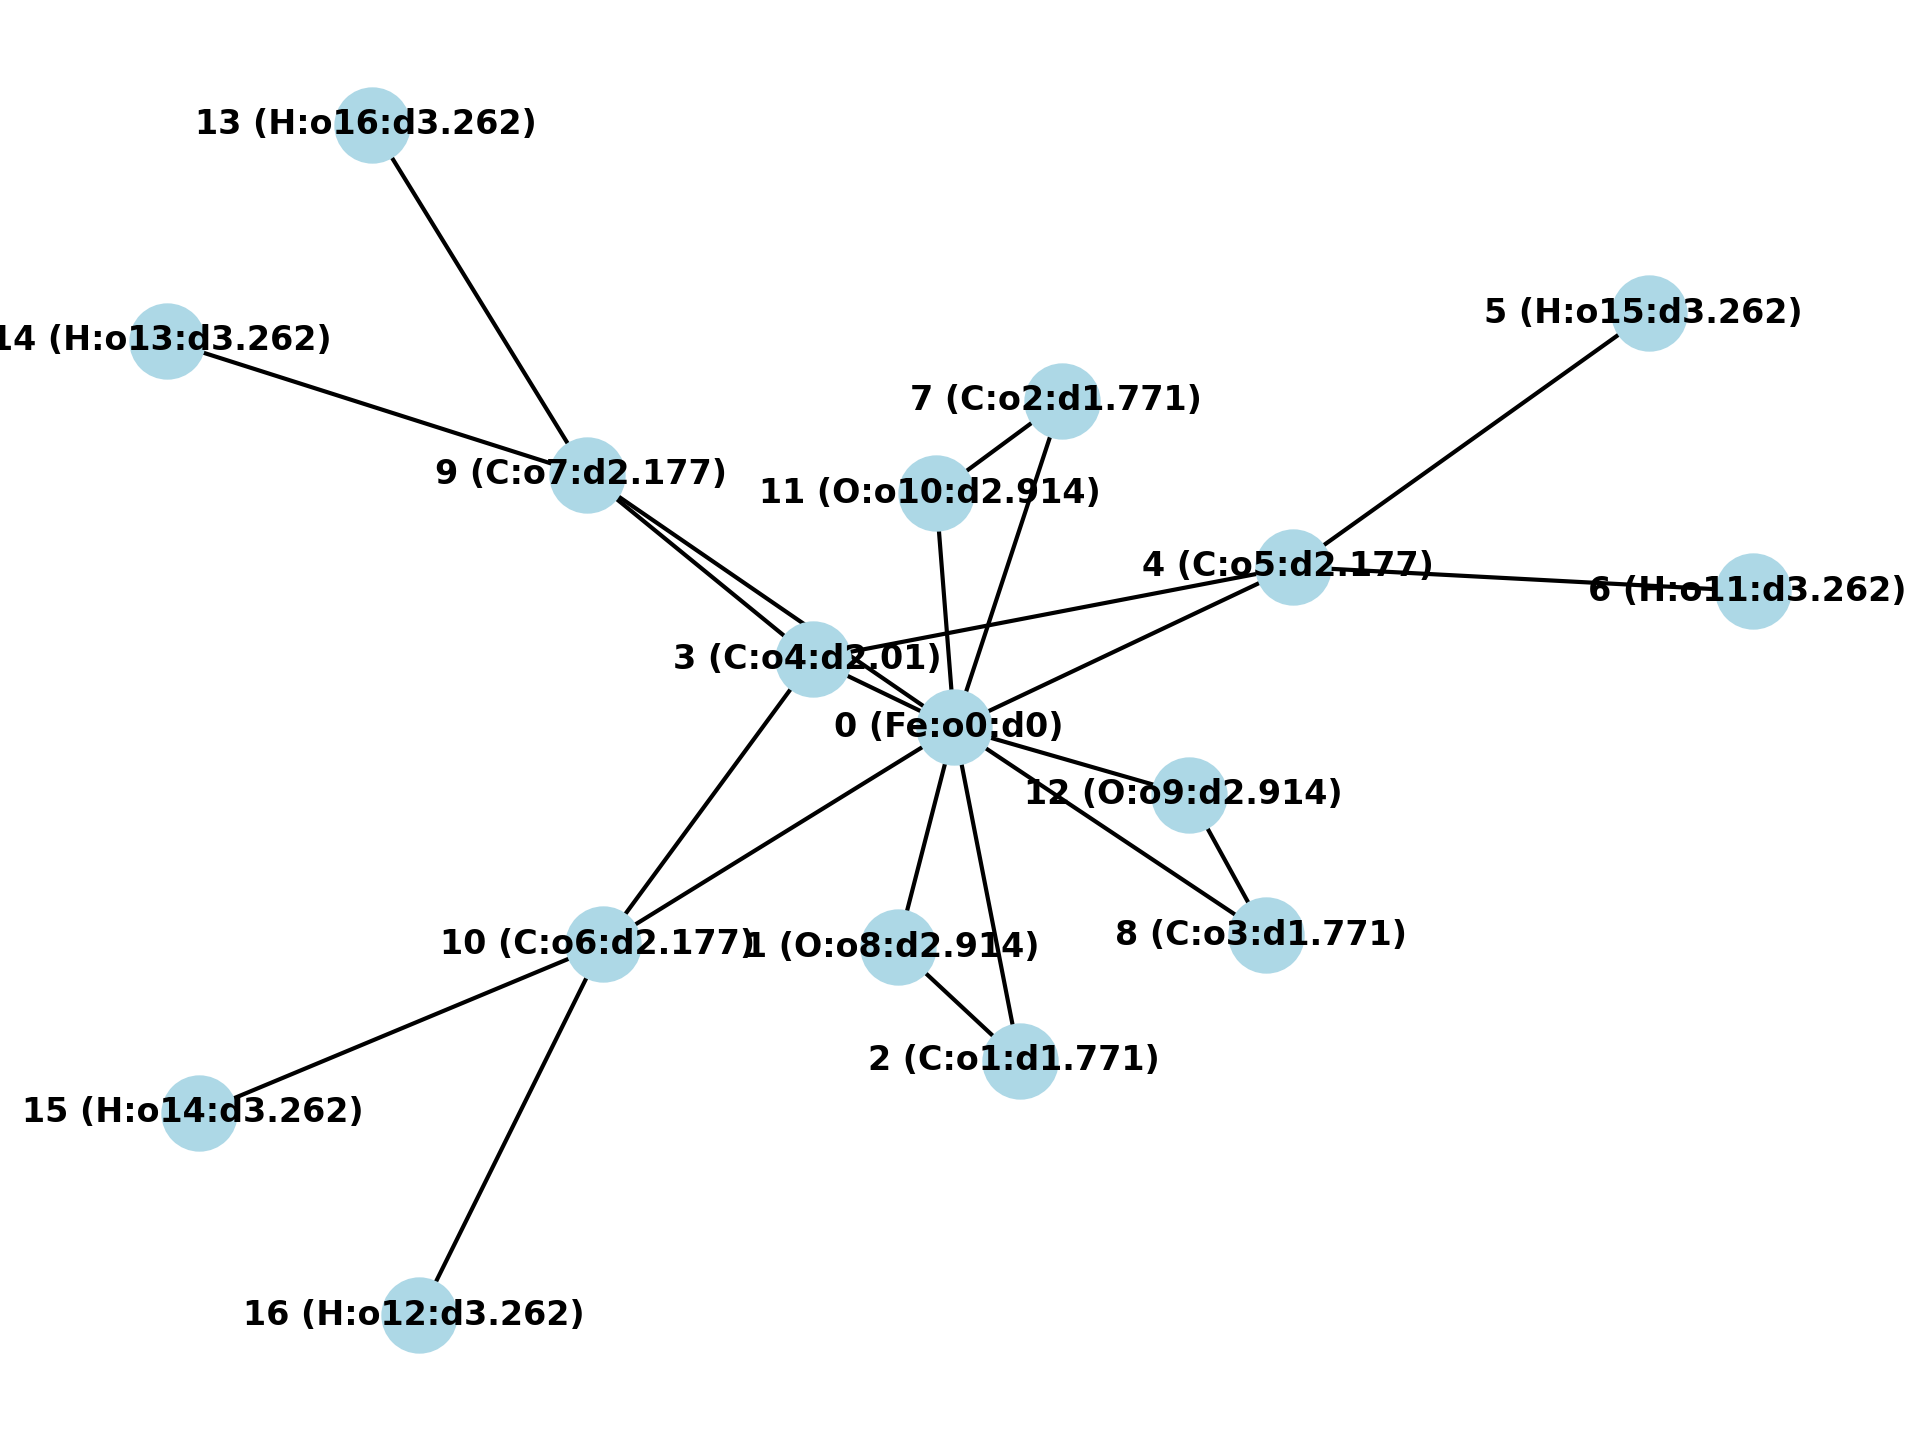 13 (H:o16:d3.262)
5 (H:o15:d3.262)
14 (H:o13:d3.262)
7 (C:o2:d1.771)
9 (C:o7:d2.177)
11 (O:o10:d2.914)
4 (C:o5:d2.177)
6 (H:o11:d3.262)
3 (C:o4:d2.01)
0 (Fe:o0:d0)
12 (O:o9:d2.914)
8 (C:o3:d1.771)
10 (C:o6:d2.177)
1 (O:o8:d2.914)
2 (C:o1:d1.771)
15 (H:o14:d3.262)
16 (H:o12:d3.262)